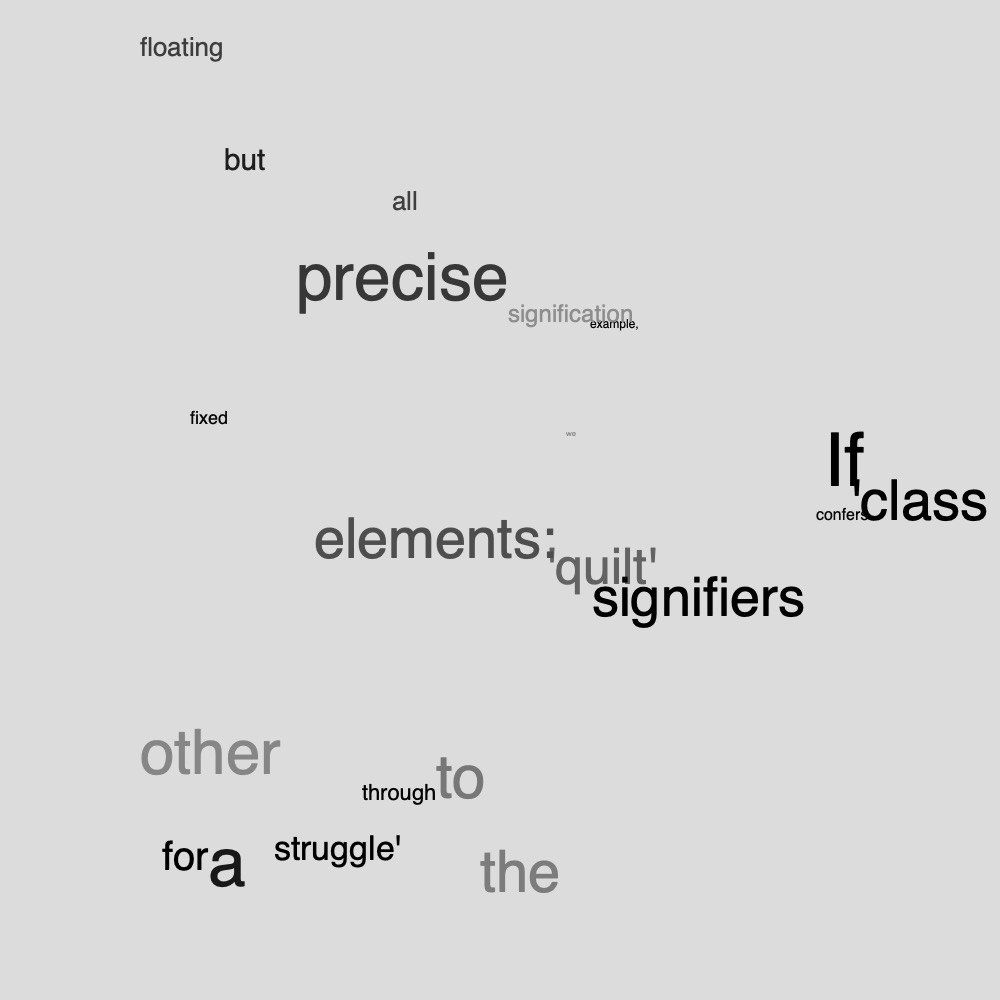 floating
but
all
precise
signification
example,
fixed
we
If
'class
confers
elements;
'quilt'
signifiers
other
through
to
for
a
struggle'
the